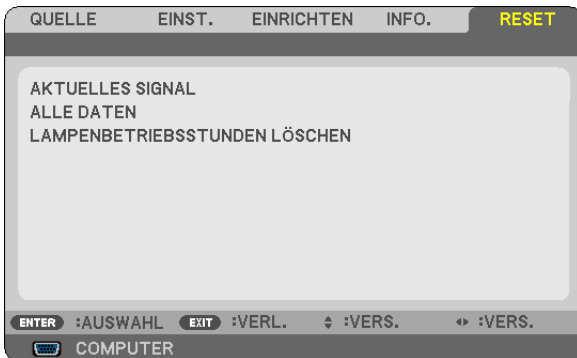 QUELLE EINST. EINRICHTEN INFO. RESET
AKTUELLES SIGNAL
ALLE DATEN
LAMPENBETRIEBSSTUNDEN LÖSCHEN
ENTER :AUSWAHL EXIT :VERL. :VERS. :VERS.
COMPUTER